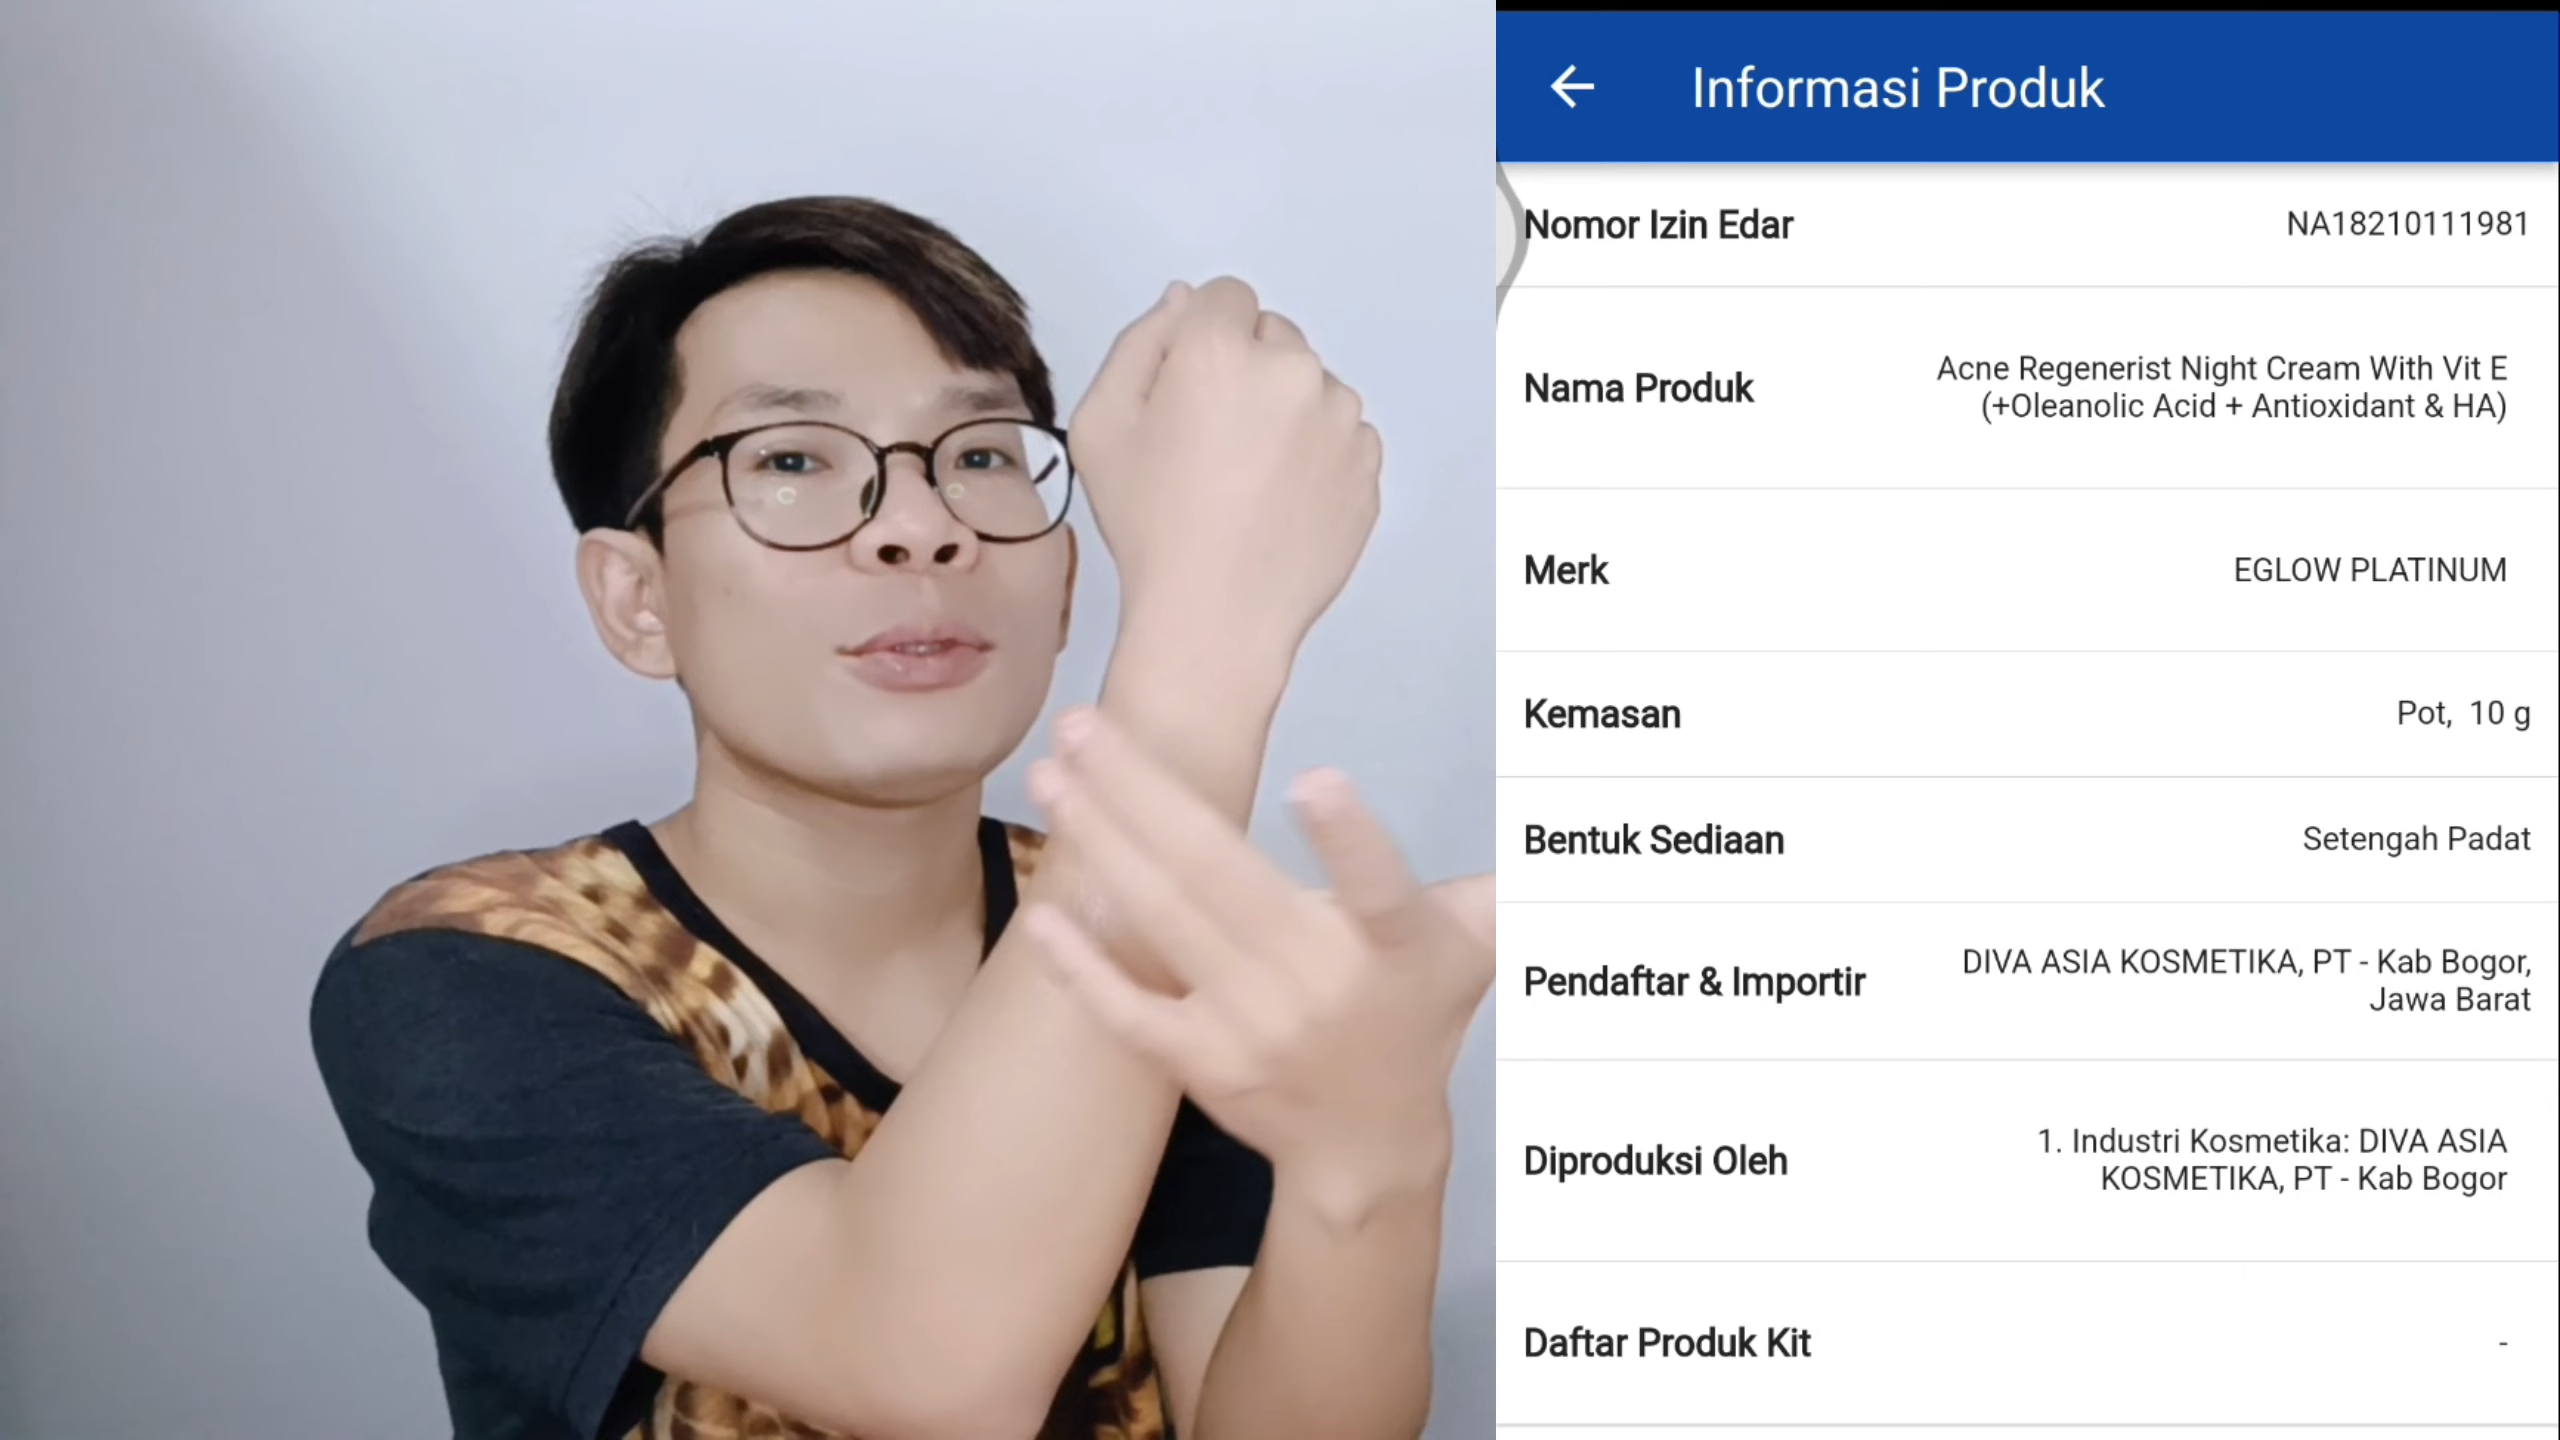 Informasi Produk
Nomor Izin Edar
NA18210111981
Nama Produk
Acne Regenerist Night Cream With Vit E
(+Oleanolic Acid + Antioxidant & HA)
Merk
EGLOW PLATINUM
Kemasan
Pot,  10 g
Bentuk Sediaan
Setengah Padat
Pendaftar & Importir
DIVA ASIA KOSMETIKA, PT - Kab Bogor,
Jawa Barat
Diproduksi Oleh
1. Industri Kosmetika: DIVA ASIA
KOSMETIKA, PT - Kab Bogor
Daftar Produk Kit
-